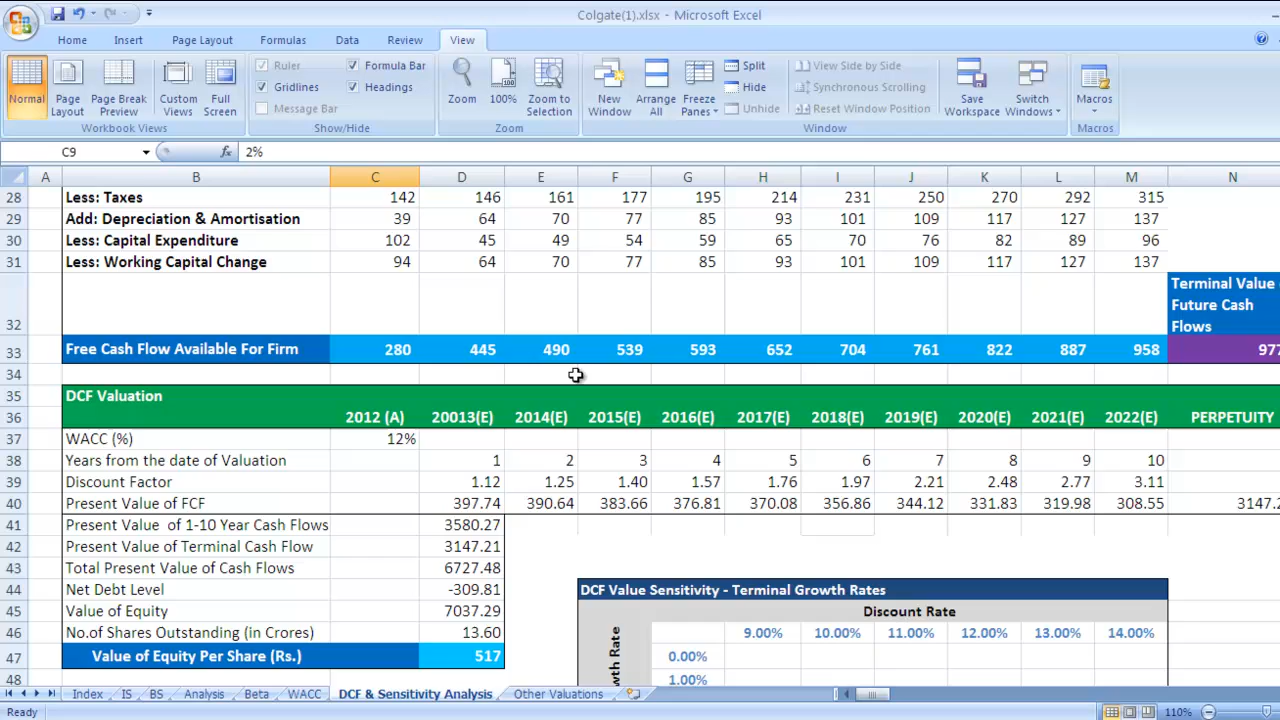 Colgate(1).xlsx - Microsoft Excel
Home Insert Page Layout Formulas Data Review View
Normal Page Layout Page Break Preview Custom Views Full Screen
Workbook Views
Ruler Formula Bar
Gridlines Headings
Message Bar
Show/Hide
Zoom 100% Zoom to Selection
Zoom
New Window Arrange All Freeze Panes
Split
Hide
Unhide
View Side by Side
Synchronous Scrolling
Reset Window Position
Save Workspace Switch Windows
Window
Macros
Macros
C9 fx 2%
A B C D E F G H I J K L M N
28 Less: Taxes 142 146 161 177 195 214 231 250 270 292 315
29 Add: Depreciation & Amortisation 39 64 70 77 85 93 101 109 117 127 137
30 Less: Capital Expenditure 102 45 49 54 59 65 70 76 82 89 96
31 Less: Working Capital Change 94 64 70 77 85 93 101 109 117 127 137
32 Terminal Value
Future Cash
Flows
33 Free Cash Flow Available For Firm 280 445 490 539 593 652 704 761 822 887 958 977
34
35 DCF Valuation
36 2012 (A) 20013(E) 2014(E) 2015(E) 2016(E) 2017(E) 2018(E) 2019(E) 2020(E) 2021(E) 2022(E) PERPETUITY
37 WACC (%) 12%
38 Years from the date of Valuation 1 2 3 4 5 6 7 8 9 10
39 Discount Factor 1.12 1.25 1.40 1.57 1.76 1.97 2.21 2.48 2.77 3.11
40 Present Value of FCF 397.74 390.64 383.66 376.81 370.08 356.86 344.12 331.83 319.98 308.55 3147.2
41 Present Value of 1-10 Year Cash Flows 3580.27
42 Present Value of Terminal Cash Flow 3147.21
43 Total Present Value of Cash Flows 6727.48
44 Net Debt Level -309.81 DCF Value Sensitivity - Terminal Growth Rates
45 Value of Equity 7037.29 Discount Rate
46 No.of Shares Outstanding (in Crores) 13.60 9.00% 10.00% 11.00% 12.00% 13.00% 14.00%
47 Value of Equity Per Share (Rs.) 517 0.00%
48 1.00%
wth Rate
Index IS BS Analysis Beta WACC DCF & Sensitivity Analysis Other Valuations
Ready 110%